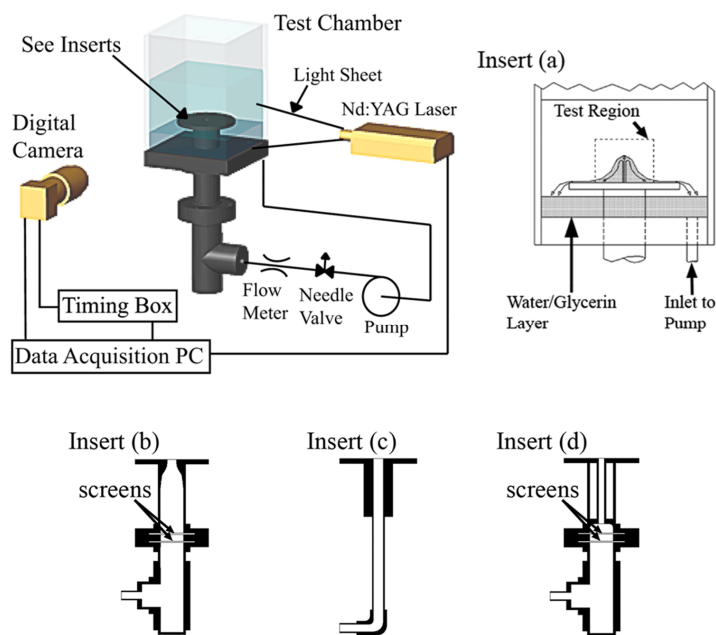 Test Chamber
See Inserts
Light Sheet
Nd:YAG Laser
Digital
Camera
Flow
Meter
Needle
Valve
Pump
Timing Box
Data Acquisition PC
Insert (a)
Test Region
Water/Glycerin
Layer
Inlet to
Pump
Insert (b)
screens
Insert (c)
Insert (d)
screens